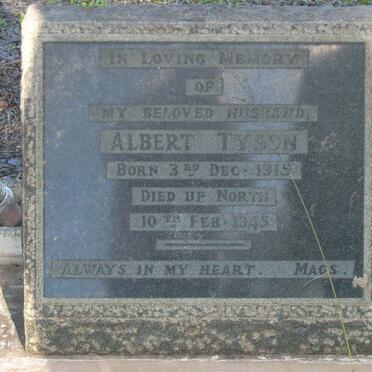 IN LOVING MEMORY
OF
MY BELOVED HUSBAND,
ALBERT TYSON
BORN 3RD DEC. 1915
DIED UP NORTH
10TH FEB. 1945
ALWAYS IN MY HEART. MAGS.